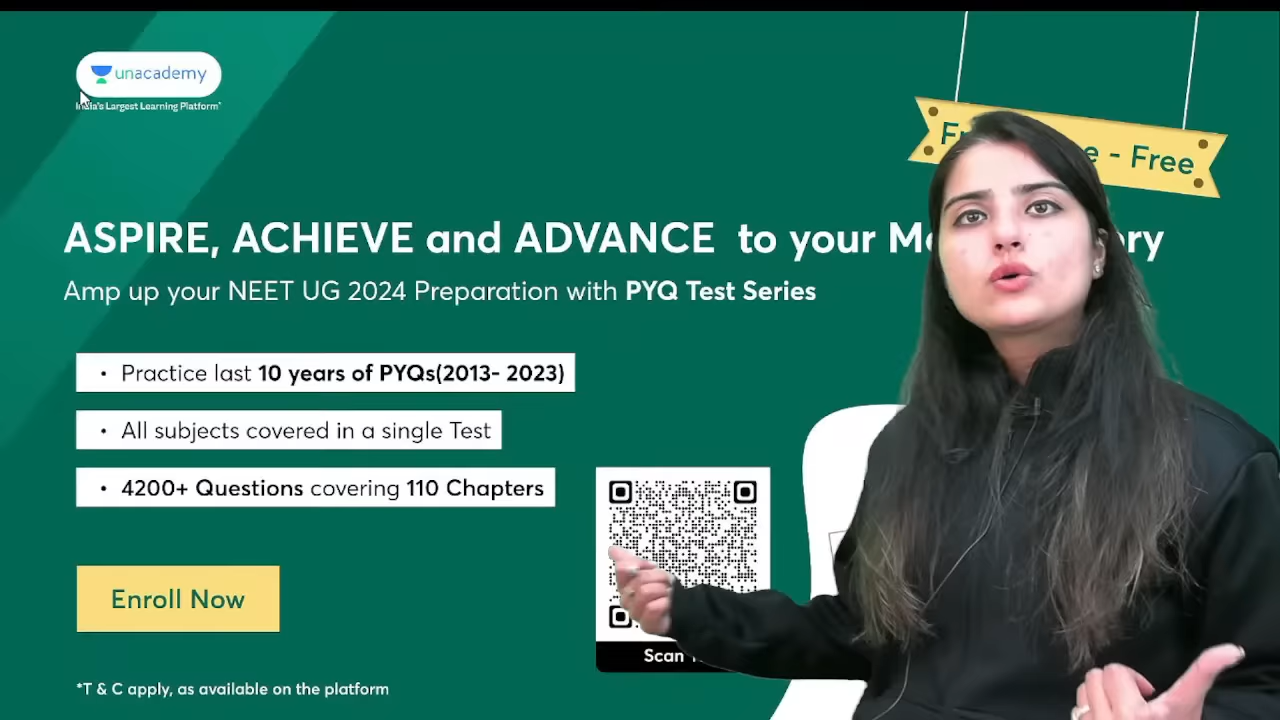 unacademy
India's Largest Learning Platform
- Free
ASPIRE, ACHIEVE and ADVANCE to your
Amp up your NEET UG 2024 Preparation with PYQ Test Series
• Practice last 10 years of PYQs(2013- 2023)
• All subjects covered in a single Test
• 4200+ Questions covering 110 Chapters
Enroll Now
Scan
*T & C apply, as available on the platform